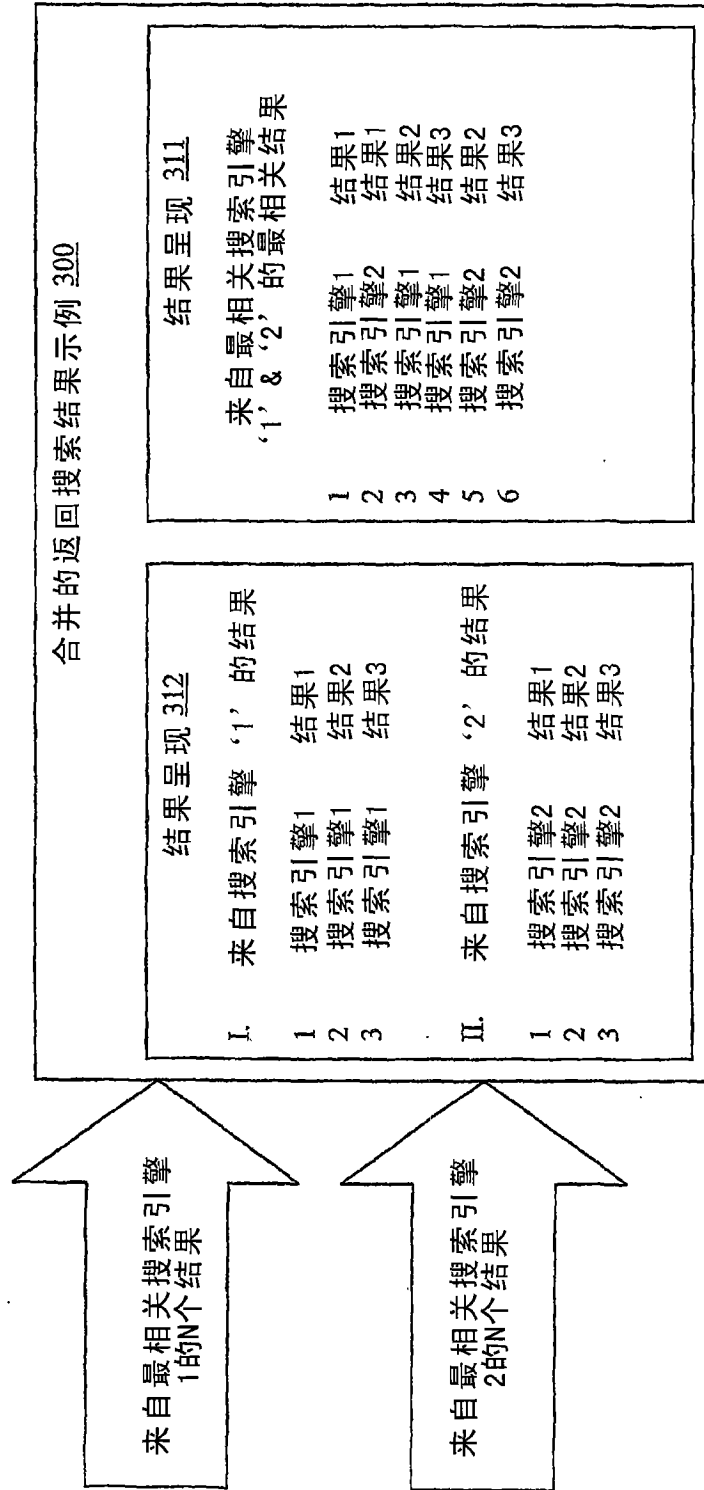 合并的返回搜索结果示例 300
来自最相关搜索引擎
1的N个结果
来自最相关搜索引擎
2的N个结果
结果呈现 312
I. 来自搜索引擎 ‘1’ 的结果
1 搜索引擎1 结果1
2 搜索引擎1 结果2
3 搜索引擎1 结果3
II. 来自搜索引擎 ‘2’ 的结果
1 搜索引擎2 结果1
2 搜索引擎2 结果2
3 搜索引擎2 结果3
结果呈现 311
来自最相关搜索引擎
‘1’ & ‘2’ 的最相关结果
1 搜索引擎1 结果1
2 搜索引擎2 结果1
3 搜索引擎1 结果2
4 搜索引擎1 结果3
5 搜索引擎2 结果2
6 搜索引擎2 结果3